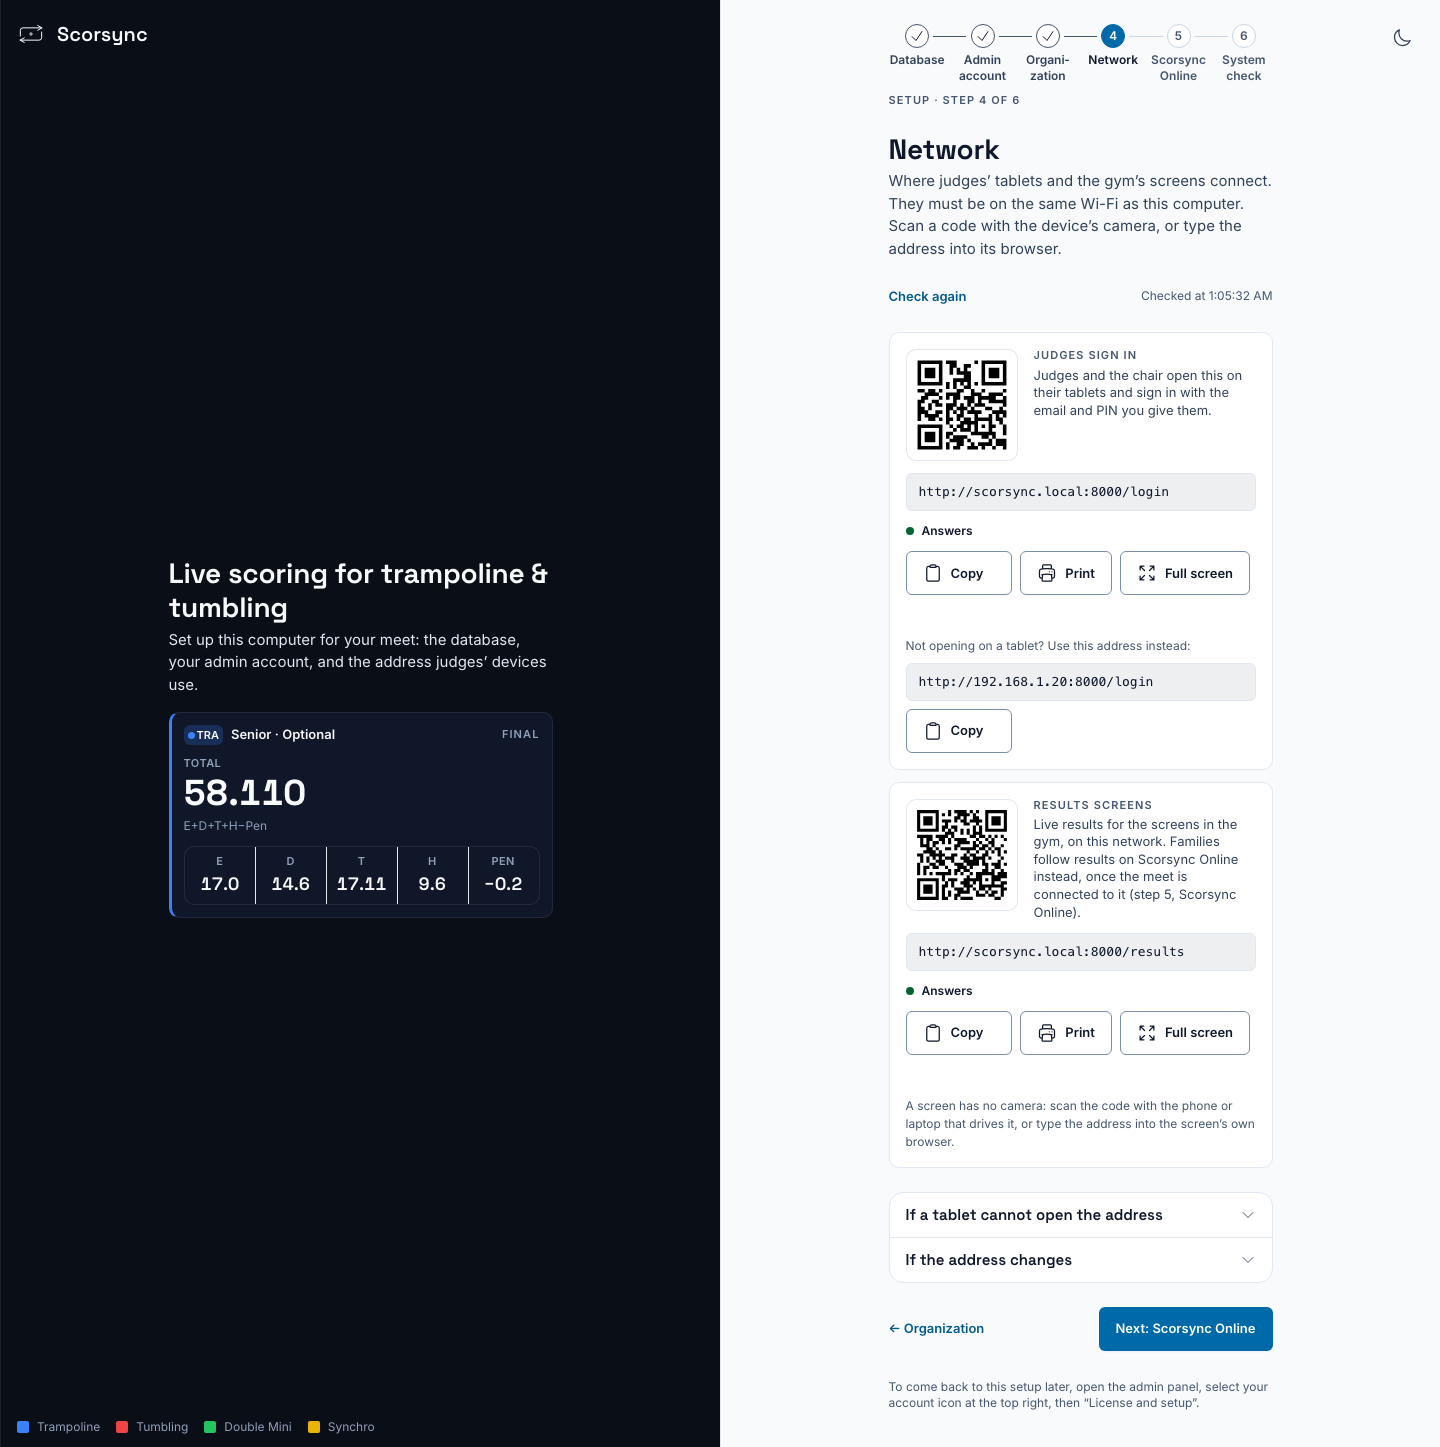 Scorsync
Live scoring for trampoline &
tumbling
Set up this computer for your meet: the database,
your admin account, and the address judges’ devices
use.
TRA Senior · Optional FINAL
TOTAL
58.110
E+D+T+H−Pen
E D T H PEN
17.0 14.6 17.11 9.6 −0.2
Trampoline Tumbling Double Mini Synchro
4 5 6
Database Admin Organi- Network Scorsync System
account zation Online check
SETUP · STEP 4 OF 6
Network
Where judges’ tablets and the gym’s screens connect.
They must be on the same Wi-Fi as this computer.
Scan a code with the device’s camera, or type the
address into its browser.
Check again Checked at 1:05:32 AM
JUDGES SIGN IN
Judges and the chair open this on
their tablets and sign in with the
email and PIN you give them.
http://scorsync.local:8000/login
Answers
Copy Print Full screen
Not opening on a tablet? Use this address instead:
http://192.168.1.20:8000/login
Copy
RESULTS SCREENS
Live results for the screens in the
gym, on this network. Families
follow results on Scorsync Online
instead, once the meet is
connected to it (step 5, Scorsync
Online).
http://scorsync.local:8000/results
Answers
Copy Print Full screen
A screen has no camera: scan the code with the phone or
laptop that drives it, or type the address into the screen’s own
browser.
If a tablet cannot open the address
If the address changes
← Organization Next: Scorsync Online
To come back to this setup later, open the admin panel, select your
account icon at the top right, then “License and setup”.